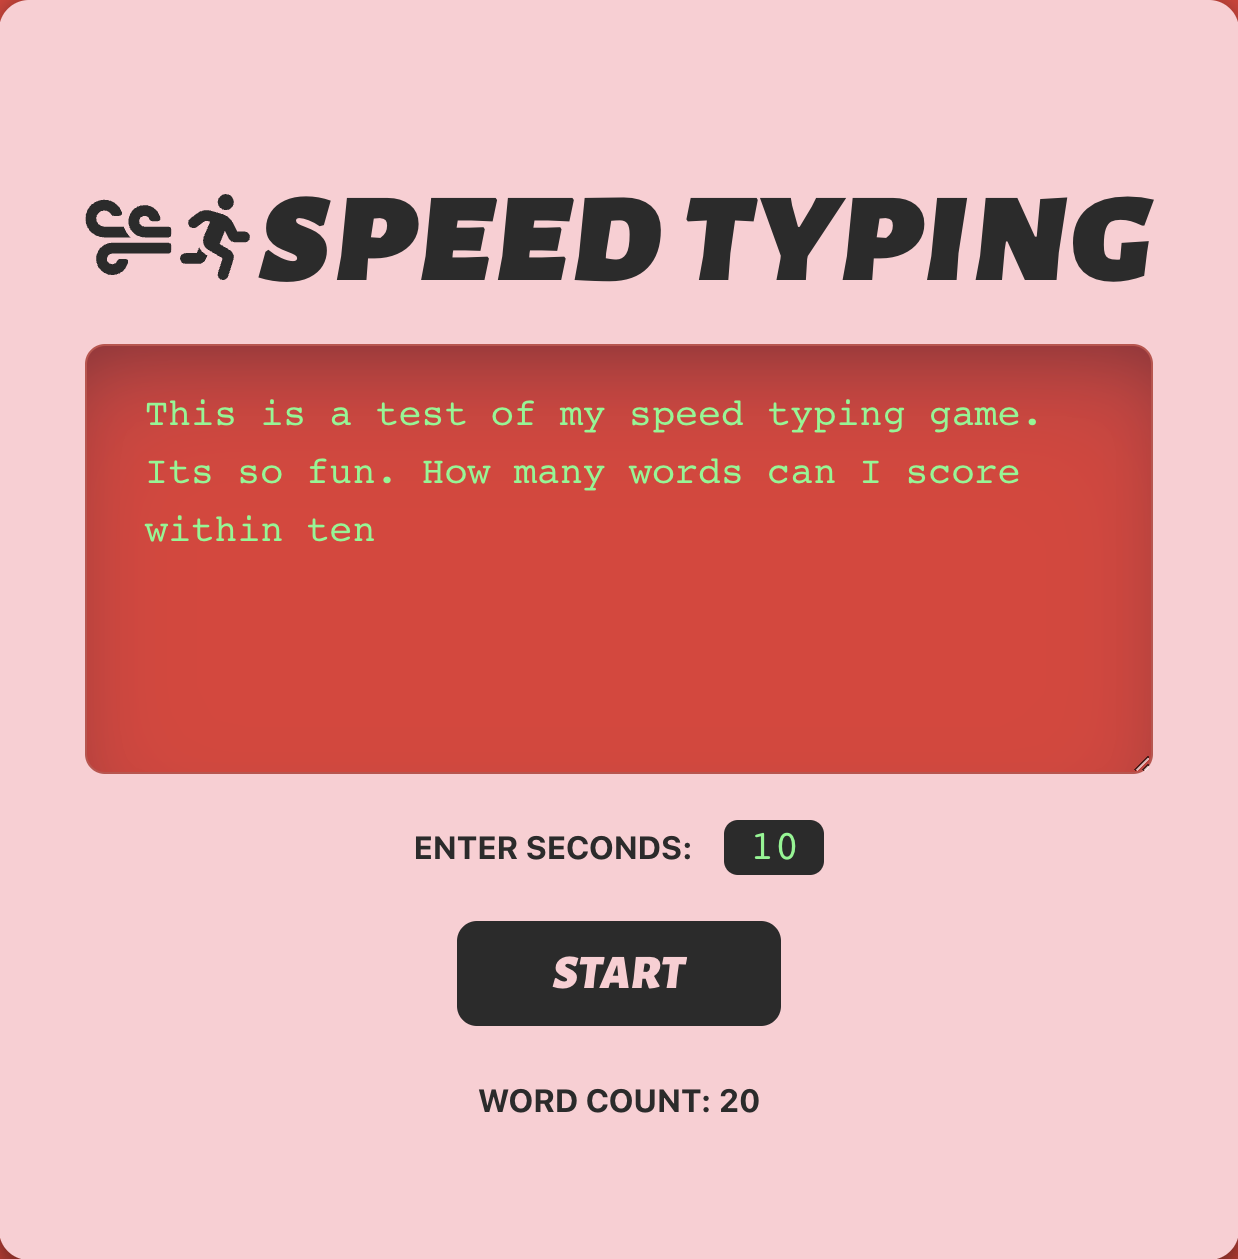 SPEED TYPING
This is a test of my speed typing game.
Its so fun. How many words can I score
within ten
ENTER SECONDS: 10
START
WORD COUNT: 20